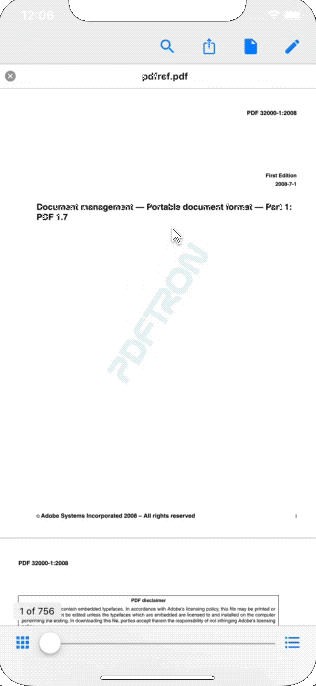 12:06
pdfref.pdf
PDF 32000-1:2008
First Edition
2008-7-1
Document management — Portable document format — Part 1:
PDF 1.7
PDFTRON
© Adobe Systems Incorporated 2008 – All rights reserved
i
PDF 32000-1:2008
PDF disclaimer
contain embedded typefaces. In accordance with Adobe's licensing policy, this file may be printed or
1 of 756
t be edited unless the typefaces which are embedded are licensed to and installed on the computer
performing the editing. In downloading this file, parties accept therein the responsibility of not infringing Adobe's licensing